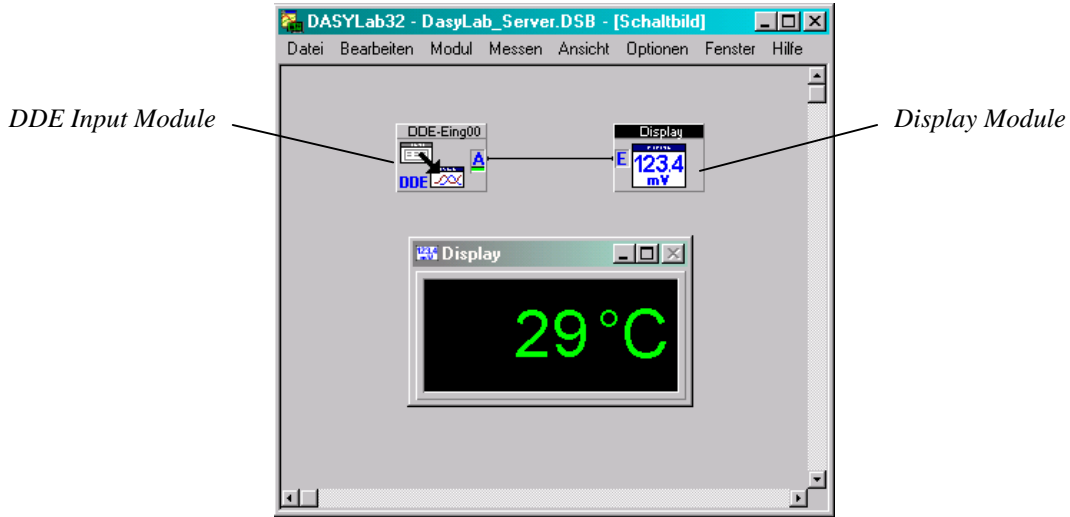 DASYLab32 - DasyLab_Server.DSB - [Schaltbild]
Datei Bearbeiten Modul Messen Ansicht Optionen Fenster Hilfe
DDE Input Module
Display Module
DDE-Eing00
A
DDE
Display
E
123.4
mV
Display
29°C